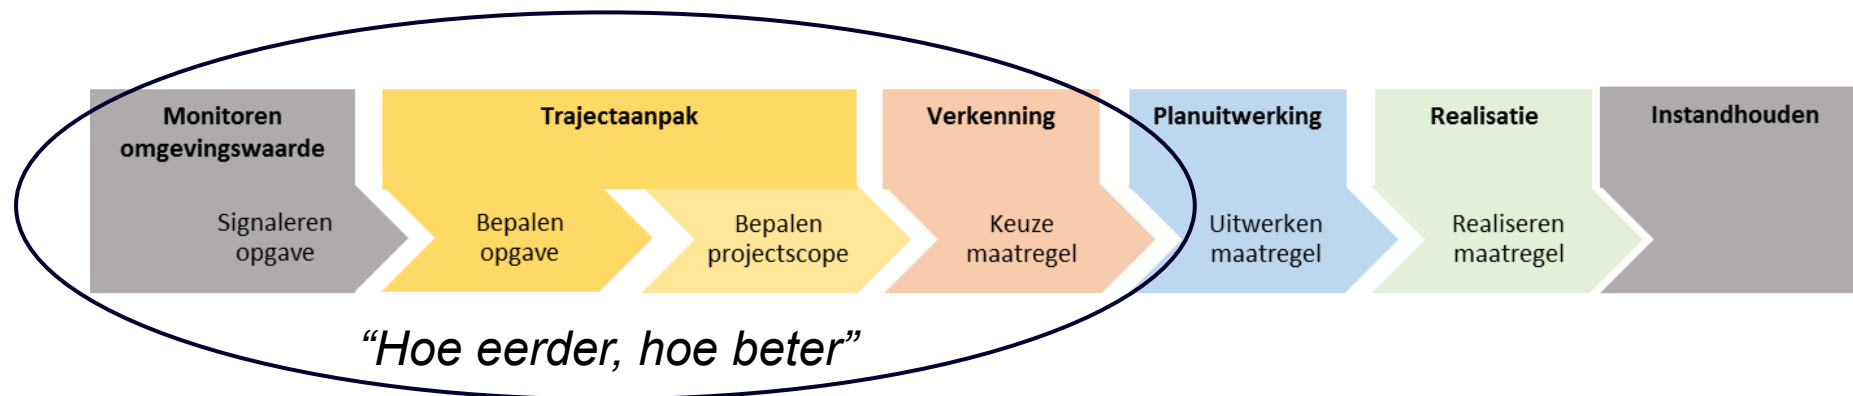 Monitoren
omgevingswaarde
Signaleren
opgave
Trajectaanpak
Bepalen
opgave
Bepalen
projectscope
Verkenning
Keuze
maatregel
Planuitwerking
Uitwerken
maatregel
Realisatie
Realiseren
maatregel
Instandhouden
“Hoe eerder, hoe beter”